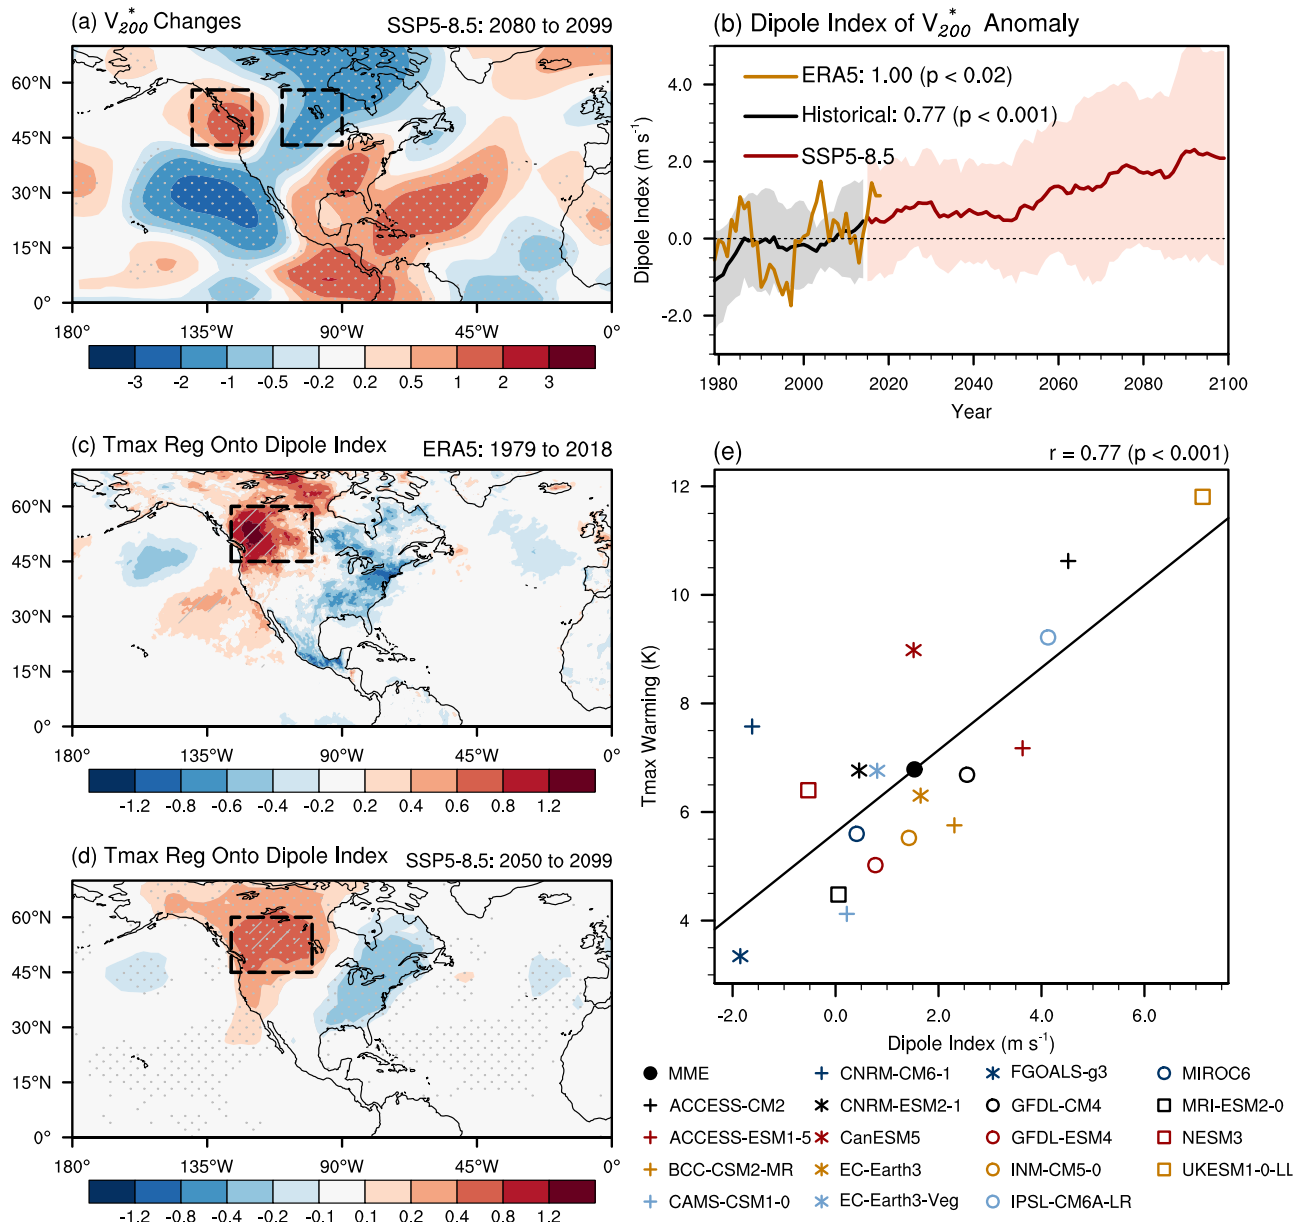 (a) V*200 Changes SSP5-8.5: 2080 to 2099
60°N
45°N
30°N
15°N
0°
180° 135°W 90°W 45°W 0°
-3 -2 -1 -0.5 -0.2 0.2 0.5 1 2 3
(b) Dipole Index of V*200 Anomaly
ERA5: 1.00 (p < 0.02)
Historical: 0.77 (p < 0.001)
SSP5-8.5
Dipole Index (m s-1)
4.0
2.0
0.0
-2.0
1980 2000 2020 2040 2060 2080 2100
Year
(c) Tmax Reg Onto Dipole Index ERA5: 1979 to 2018
60°N
45°N
30°N
15°N
0°
180° 135°W 90°W 45°W 0°
-1.2 -0.8 -0.6 -0.4 -0.2 0.2 0.4 0.6 0.8 1.2
(d) Tmax Reg Onto Dipole Index SSP5-8.5: 2050 to 2099
60°N
45°N
30°N
15°N
0°
180° 135°W 90°W 45°W 0°
-1.2 -0.8 -0.4 -0.2 -0.1 0.1 0.2 0.4 0.8 1.2
(e) r = 0.77 (p < 0.001)
Tmax Warming (K)
12
10
8
6
4
-2.0 0.0 2.0 4.0 6.0
Dipole Index (m s-1)
MME CNRM-CM6-1 FGOALS-g3 MIROC6
ACCESS-CM2 CNRM-ESM2-1 GFDL-CM4 MRI-ESM2-0
ACCESS-ESM1-5 CanESM5 GFDL-ESM4 NESM3
BCC-CSM2-MR EC-Earth3 INM-CM5-0 UKESM1-0-LL
CAMS-CSM1-0 EC-Earth3-Veg IPSL-CM6A-LR